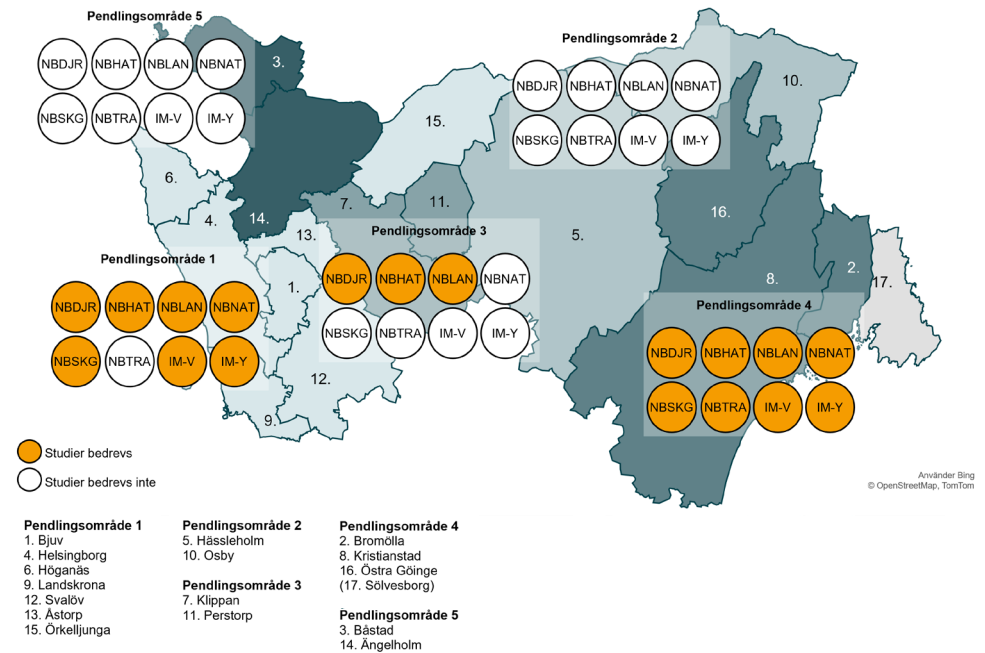 Pendlingsområde 5
NBDJR NBHAT NBLAN NBNAT
NBSKG NBTRA IM-V IM-Y
Pendlingsområde 2
NBDJR NBHAT NBLAN NBNAT
NBSKG NBTRA IM-V IM-Y
3.
10.
15.
6.
4.
14.
7.
11.
16.
13.
5.
Pendlingsområde 3
NBDJR NBHAT NBLAN NBNAT
NBSKG NBTRA IM-V IM-Y
Pendlingsområde 1
NBDJR NBHAT NBLAN NBNAT
NBSKG NBTRA IM-V IM-Y
1.
8.
2.
17.
Pendlingsområde 4
NBDJR NBHAT NBLAN NBNAT
NBSKG NBTRA IM-V IM-Y
12.
9.
Studier bedrevs
Studier bedrevs inte
Använder Bing
© OpenStreetMap, TomTom
Pendlingsområde 1
1. Bjuv
4. Helsingborg
6. Höganäs
9. Landskrona
12. Svalöv
13. Åstorp
15. Örkelljunga
Pendlingsområde 2
5. Hässleholm
10. Osby
Pendlingsområde 3
7. Klippan
11. Perstorp
Pendlingsområde 4
2. Bromölla
8. Kristianstad
16. Östra Göinge
(17. Sölvesborg)
Pendlingsområde 5
3. Båstad
14. Ängelholm